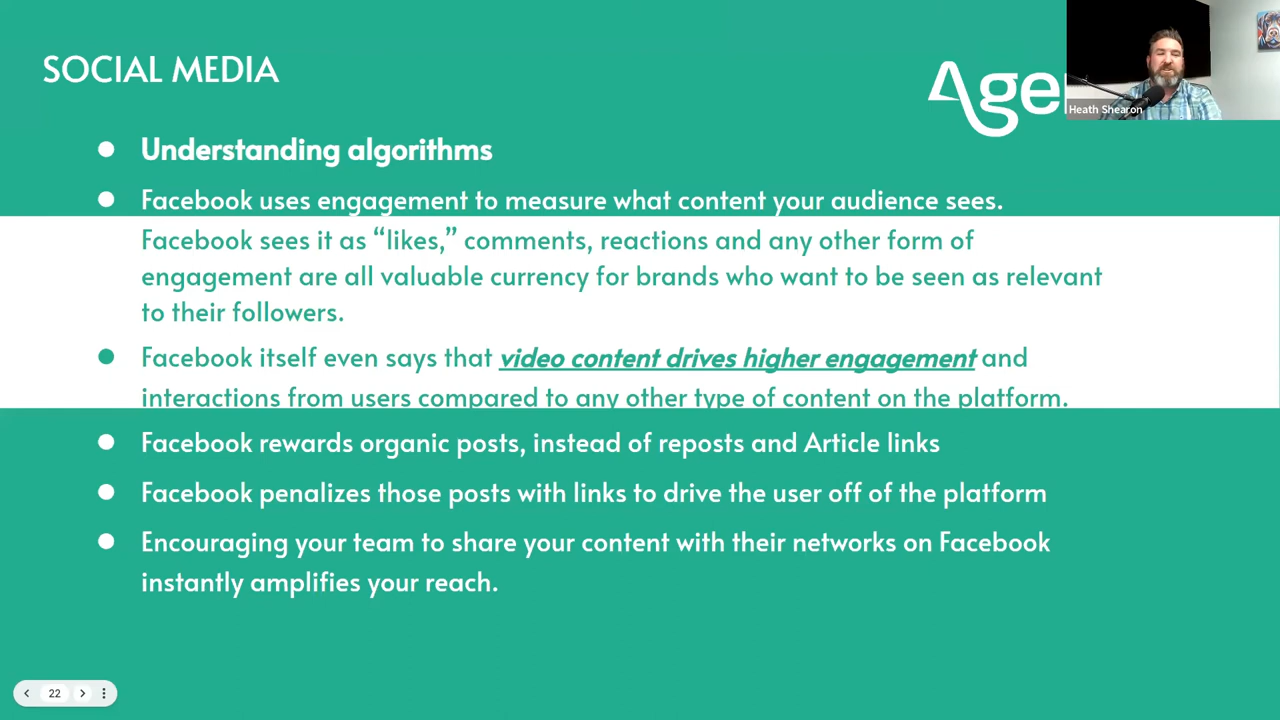 SOCIAL MEDIA
Age
Heath Shearon
Understanding algorithms
Facebook uses engagement to measure what content your audience sees.
Facebook sees it as “likes,” comments, reactions and any other form of
engagement are all valuable currency for brands who want to be seen as relevant
to their followers.
Facebook itself even says that video content drives higher engagement and
interactions from users compared to any other type of content on the platform.
Facebook rewards organic posts, instead of reposts and Article links
Facebook penalizes those posts with links to drive the user off of the platform
Encouraging your team to share your content with their networks on Facebook
instantly amplifies your reach.
22